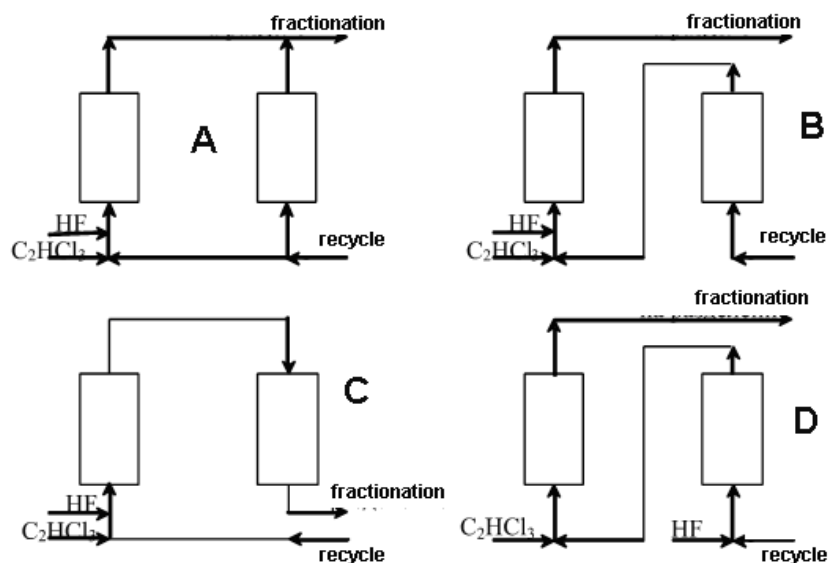 fractionation
A
HF
C₂HCl₃
recycle
fractionation
B
HF
C₂HCl₃
recycle
C
HF
C₂HCl₃
fractionation
recycle
fractionation
D
C₂HCl₃
HF
recycle